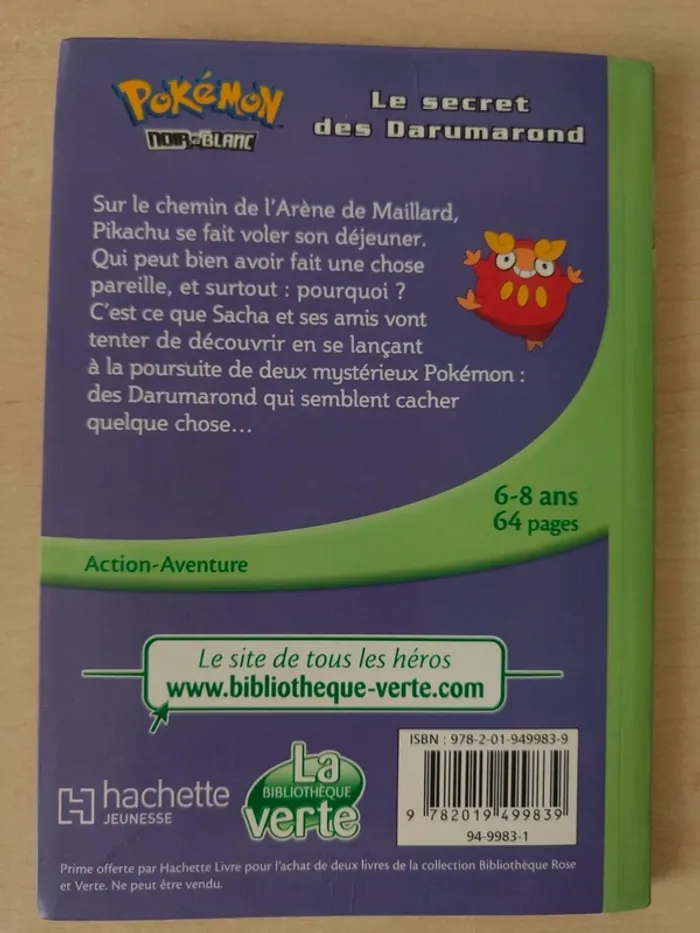 POKÉMON
NOIR et BLANC
Le secret
des Darumarond
Sur le chemin de l'Arène de Maillard,
Pikachu se fait voler son déjeuner.
Qui peut bien avoir fait une chose
pareille, et surtout : pourquoi ?
C'est ce que Sacha et ses amis vont
tenter de découvrir en se lançant
à la poursuite de deux mystérieux Pokémon :
des Darumarond qui semblent cacher
quelque chose...
6-8 ans
64 pages
Action-Aventure
Le site de tous les héros
www.bibliotheque-verte.com
ISBN : 978-2-01-949983-9
9 782019 499839
94-9983-1
hachette
JEUNESSE
La
BIBLIOTHÈQUE
verte
Prime offerte par Hachette Livre pour l'achat de deux livres de la collection Bibliothèque Rose
et Verte. Ne peut être vendu.